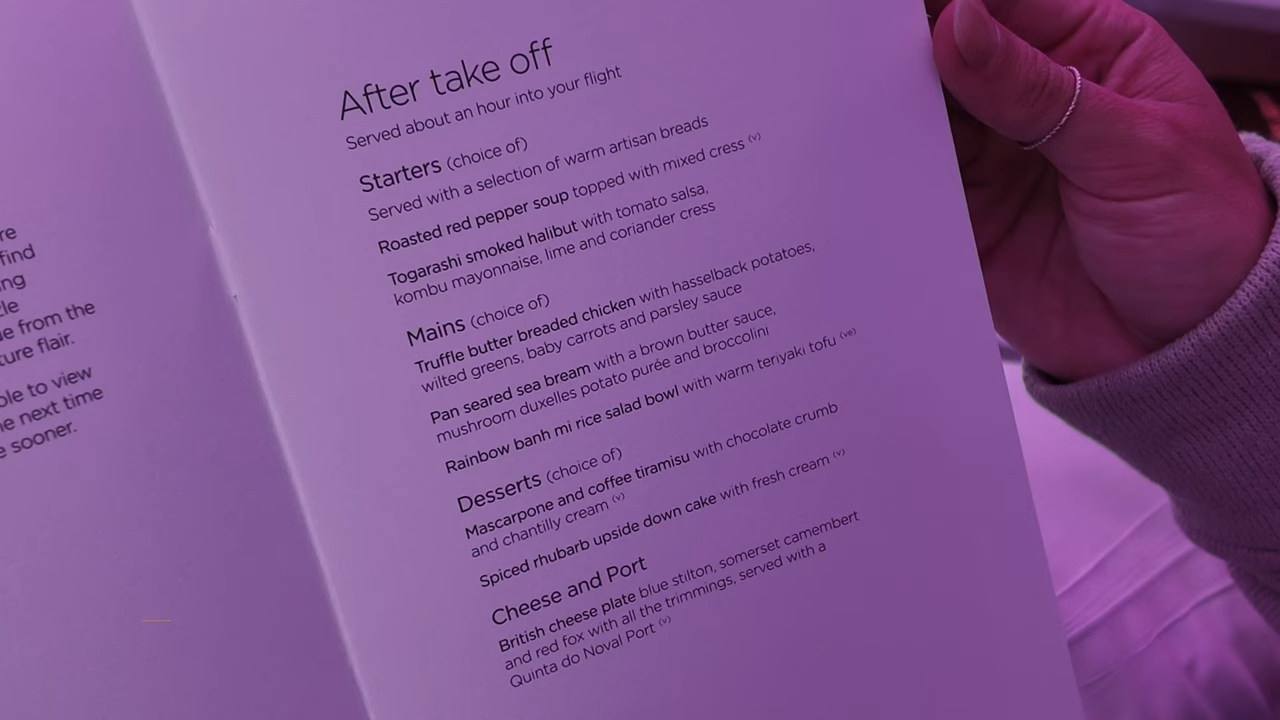 re
find
ng
e from the
ture flair.
ble to view
e next time
sooner.
After take off
Served about an hour into your flight
Starters (choice of)
Served with a selection of warm artisan breads
Roasted red pepper soup topped with mixed cress (v)
Togarashi smoked halibut with tomato salsa,
kombu mayonnaise, lime and coriander cress
Mains (choice of)
Truffle butter breaded chicken with hasselback potatoes,
wilted greens, baby carrots and parsley sauce
Pan seared sea bream with a brown butter sauce,
mushroom duxelles potato purée and broccolini
Rainbow banh mi rice salad bowl with warm teriyaki tofu (ve)
Desserts (choice of)
Mascarpone and coffee tiramisu with chocolate crumb
and chantilly cream (v)
Spiced rhubarb upside down cake with fresh cream (v)
Cheese and Port
British cheese plate blue stilton, somerset camembert
and red fox with all the trimmings, served with a
Quinta do Noval Port (v)